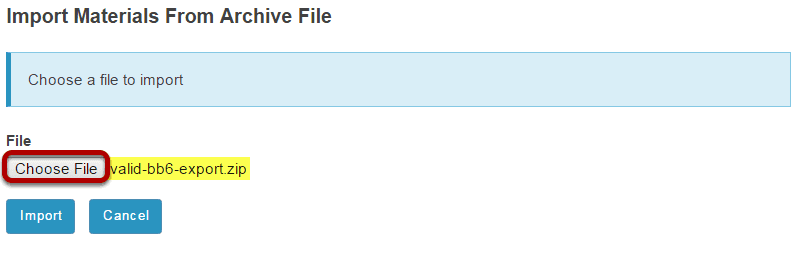 Import Materials From Archive File
Choose a file to import
File
Choose File valid-bb6-export.zip
Import Cancel